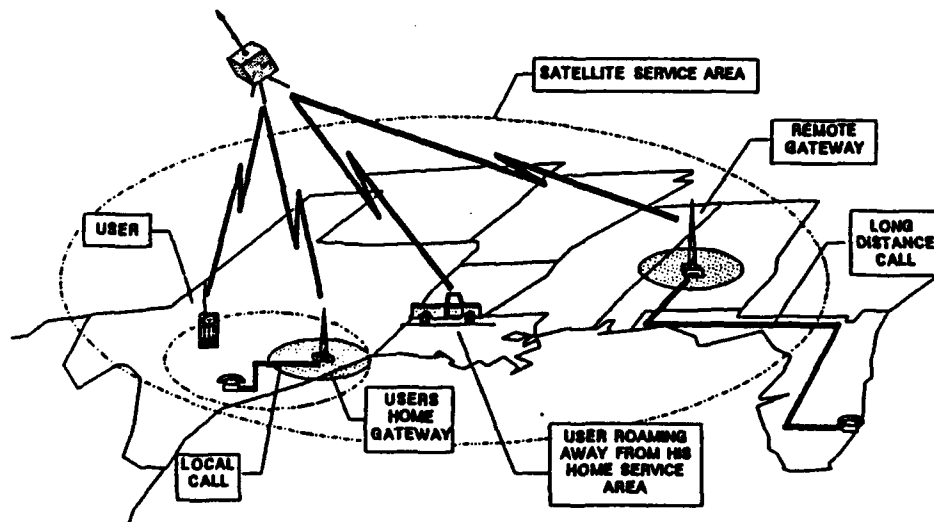 SATELLITE SERVICE AREA
REMOTE
GATEWAY
USER
LONG
DISTANCE
CALL
USERS
HOME
GATEWAY
USER ROAMING
AWAY FROM HIS
HOME SERVICE
AREA
LOCAL
CALL